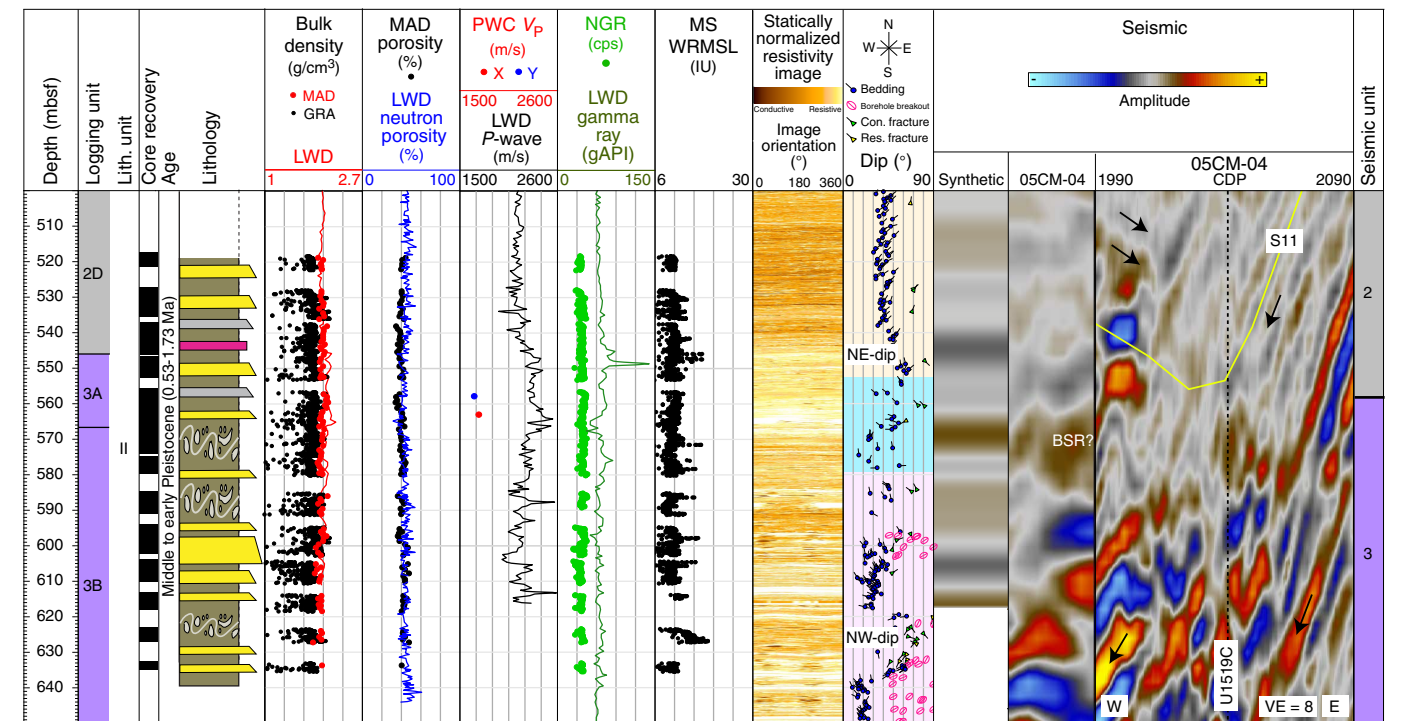 Depth (mbsf)
Logging unit
Lith. unit
Core recovery
Age
Lithology
Bulk
density
(g/cm³)
MAD
GRA
LWD
1 2.7
MAD
porosity
(%)
LWD
neutron
porosity
(%)
0 100
PWC VP
(m/s)
X Y
1500 2600
LWD
P-wave
(m/s)
1500 2600
NGR
(cps)
LWD
gamma
ray
(gAPI)
0 150
MS
WRMSL
(IU)
6 30
Statically
normalized
resistivity
image
Conductive Resistive
Image
orientation
(°)
0 180 360
N
W E
S
Bedding
Borehole breakout
Con. fracture
Res. fracture
Dip (°)
0 90
Seismic
- +
Amplitude
Synthetic
05CM-04
05CM-04
1990 CDP 2090
Seismic unit
510
520
530
540
550
560
570
580
590
600
610
620
630
640
2D
3A
3B
II
Middle to early Pleistocene (0.53-1.73 Ma)
NE-dip
NW-dip
BSR?
S11
U1519C
W
VE = 8
E
2
3